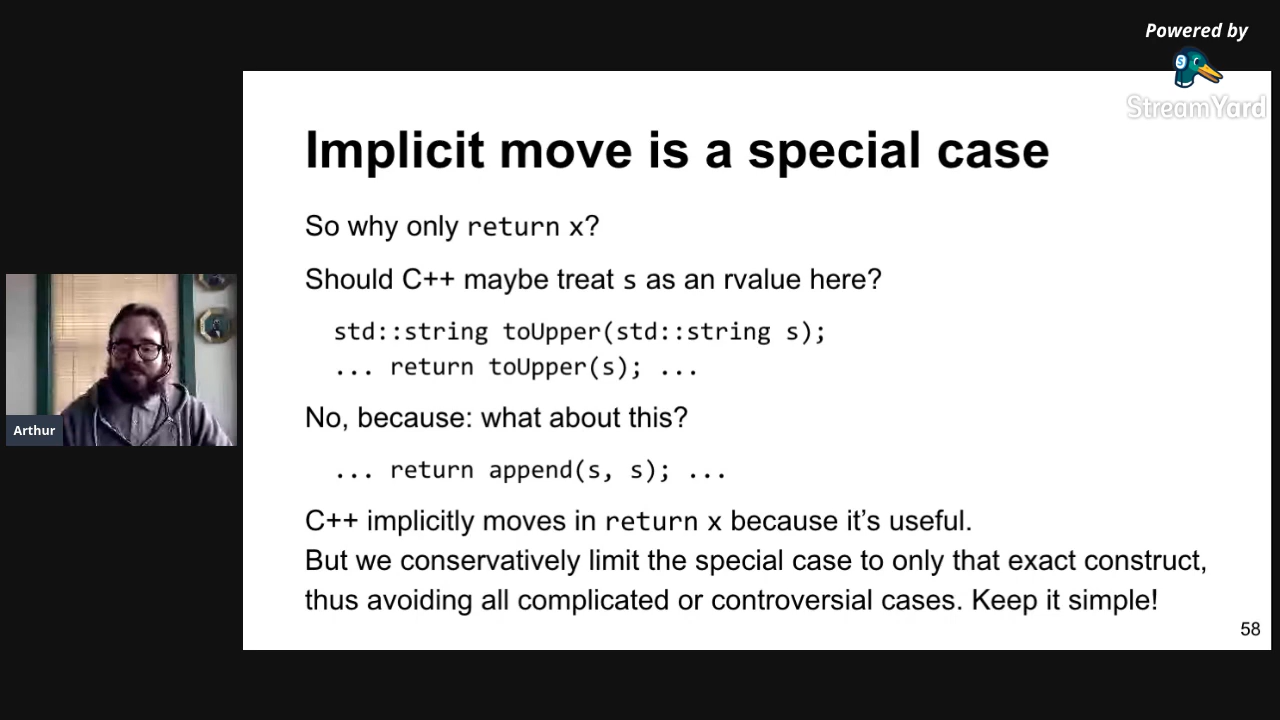 Powered by
StreamYard
Implicit move is a special case
So why only return x?
Should C++ maybe treat s as an rvalue here?
std::string toUpper(std::string s);
... return toUpper(s); ...
No, because: what about this?
... return append(s, s); ...
C++ implicitly moves in return x because it’s useful.
But we conservatively limit the special case to only that exact construct,
thus avoiding all complicated or controversial cases. Keep it simple!
58
Arthur